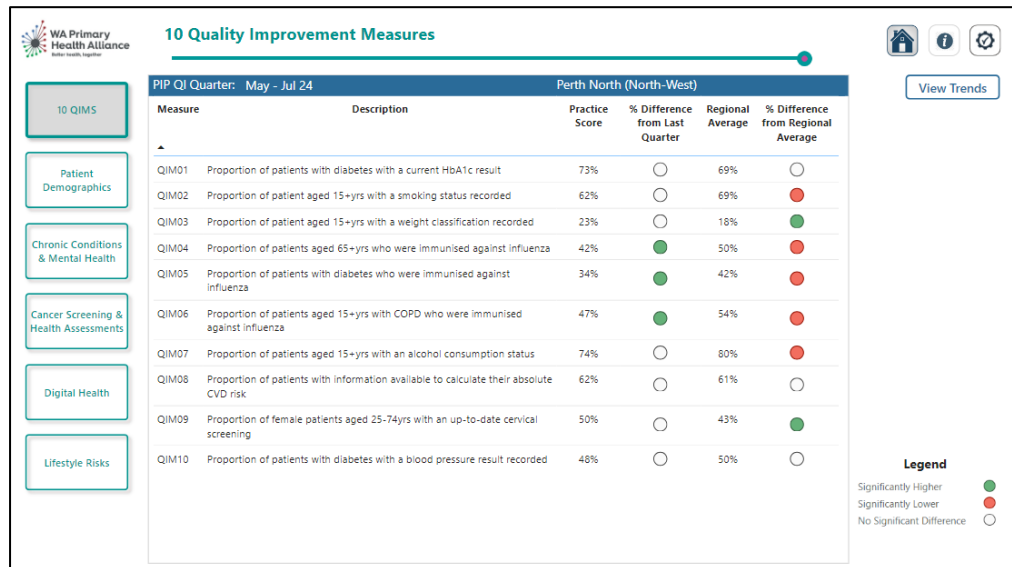 WA Primary
Health Alliance
Better health, together
10 Quality Improvement Measures
View Trends
10 QIMS
Patient
Demographics
Chronic Conditions
& Mental Health
Cancer Screening &
Health Assessments
Digital Health
Lifestyle Risks
PIP QI Quarter: May - Jul 24 Perth North (North-West)
Measure Description Practice Score % Difference from Last Quarter Regional Average % Difference from Regional Average
QIM01 Proportion of patients with diabetes with a current HbA1c result 73% 69%
QIM02 Proportion of patient aged 15+yrs with a smoking status recorded 62% 69%
QIM03 Proportion of patient aged 15+yrs with a weight classification recorded 23% 18%
QIM04 Proportion of patients aged 65+yrs who were immunised against influenza 42% 50%
QIM05 Proportion of patients with diabetes who were immunised against 34% 42%
influenza
QIM06 Proportion of patients aged 15+yrs with COPD who were immunised 47% 54%
against influenza
QIM07 Proportion of patients aged 15+yrs with an alcohol consumption status 74% 80%
QIM08 Proportion of patients with information available to calculate their absolute 62% 61%
CVD risk
QIM09 Proportion of female patients aged 25-74yrs with an up-to-date cervical 50% 43%
screening
QIM10 Proportion of patients with diabetes with a blood pressure result recorded 48% 50%
Legend
Significantly Higher
Significantly Lower
No Significant Difference